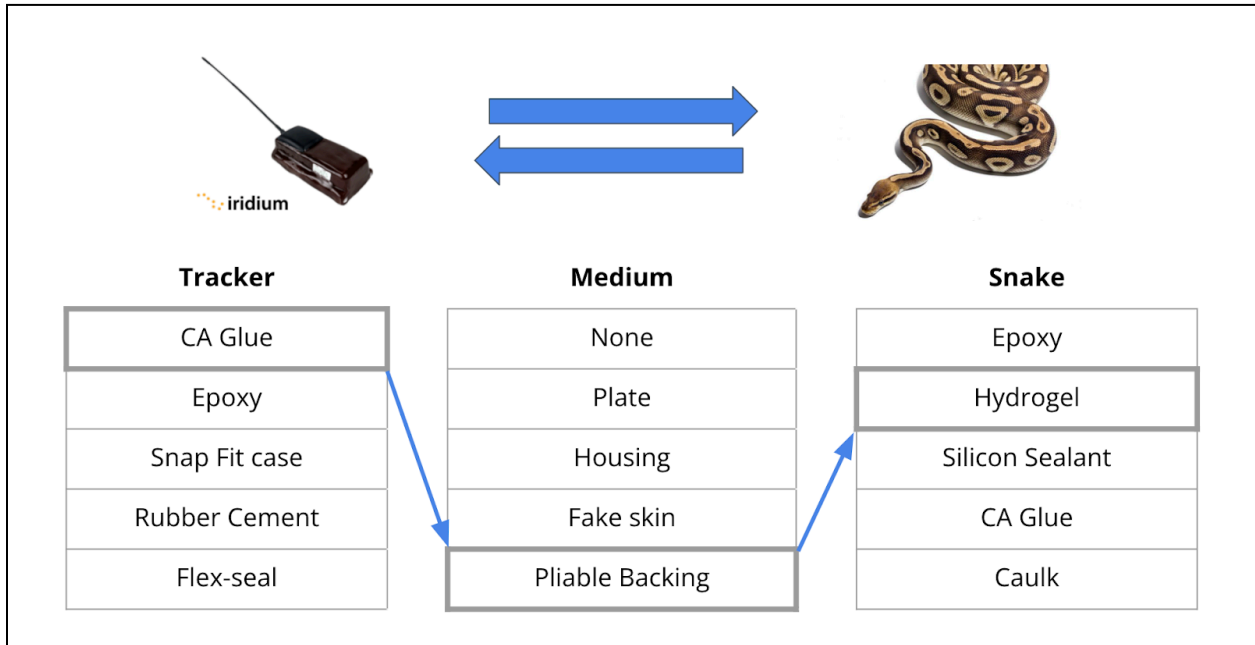 iridium
Tracker Medium Snake
CA Glue None Epoxy
Epoxy Plate Hydrogel
Snap Fit case Housing Silicon Sealant
Rubber Cement Fake skin CA Glue
Flex-seal Pliable Backing Caulk